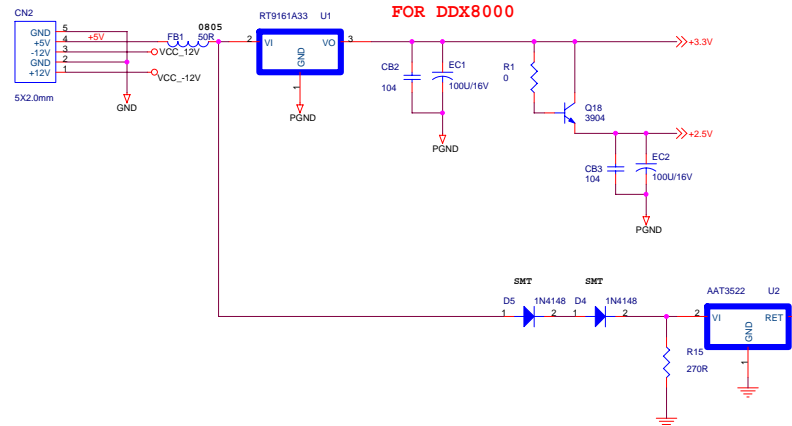 FOR DDX8000
CN2
GND 5
+5V 4
-12V 3
GND 2
+12V 1
5X2.0mm
+5V
FB1
0805
50R
VCC_12V
VCC_-12V
GND
RT9161A33 U1
2 VI VO 3
GND
1
PGND
CB2
104
EC1
100U/16V
PGND
R1
0
Q18
3904
+3.3V
+2.5V
CB3
104
EC2
100U/16V
PGND
SMT SMT
D5 1N4148 D4 1N4148
1 2 1 2
R15
270R
AAT3522 U2
2 VI RET
GND
1